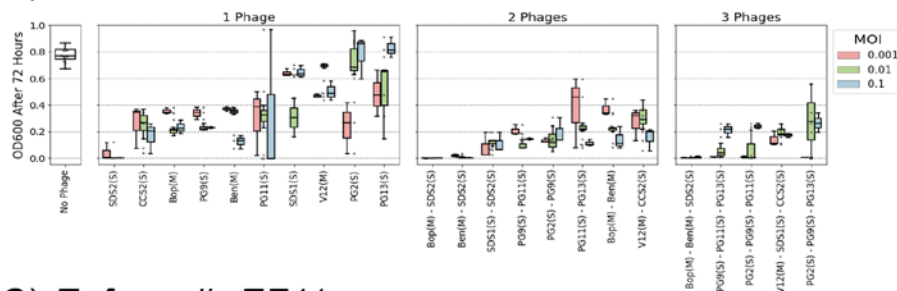 1 Phage
2 Phages
3 Phages
OD600 After 72 Hours
1.0
0.8
0.6
0.4
0.2
0.0
MOI
0.001
0.01
0.1
No Phage
SDS2(S)
CCS2(S)
Bop(M)
PG9(S)
Ben(M)
PG11(S)
SDS1(S)
V12(M)
PG2(S)
PG13(S)
Bop(M) - SDS2(S)
Ben(M) - SDS2(S)
SDS1(S) - SDS2(S)
PG9(S) - PG11(S)
PG2(S) - PG9(S)
PG11(S) - PG13(S)
Bop(M) - Ben(M)
V12(M) - CCS2(S)
Bop(M) - Ben(M) - SDS2(S)
PG9(S) - PG11(S) - PG13(S)
PG2(S) - PG9(S) - PG11(S)
V12(M) - SDS1(S) - CCS2(S)
PG2(S) - PG9(S) - PG13(S)